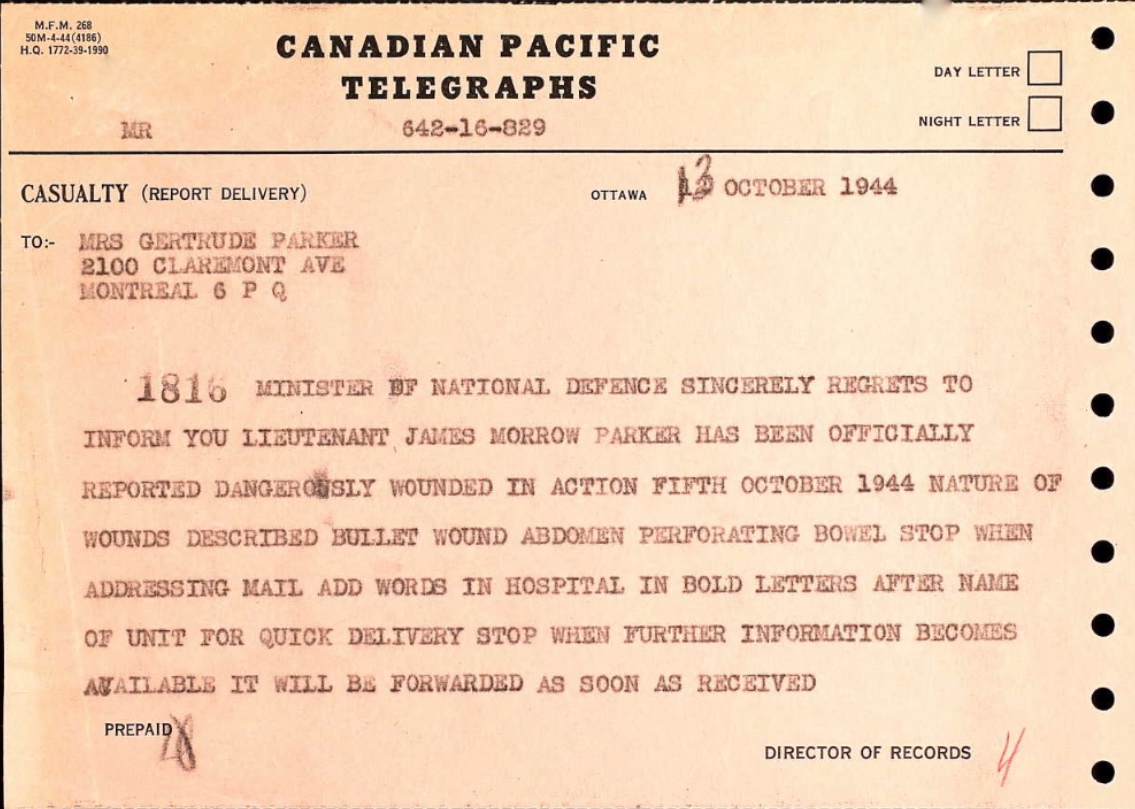 M.F.M. 268
50M-4-44(4186)
H.Q. 1772-39-1990
CANADIAN PACIFIC
TELEGRAPHS
DAY LETTER
NIGHT LETTER
MR 642-16-829
CASUALTY (REPORT DELIVERY) OTTAWA 13 OCTOBER 1944
TO:- MRS GERTRUDE PARKER
2100 CLAREMONT AVE
MONTREAL 6 P Q
1816 MINISTER OF NATIONAL DEFENCE SINCERELY REGRETS TO
INFORM YOU LIEUTENANT JAMES MORROW PARKER HAS BEEN OFFICIALLY
REPORTED DANGEROUSLY WOUNDED IN ACTION FIFTH OCTOBER 1944 NATURE OF
WOUNDS DESCRIBED BULLET WOUND ABDOMEN PERFORATING BOWEL STOP WHEN
ADDRESSING MAIL ADD WORDS IN HOSPITAL IN BOLD LETTERS AFTER NAME
OF UNIT FOR QUICK DELIVERY STOP WHEN FURTHER INFORMATION BECOMES
AVAILABLE IT WILL BE FORWARDED AS SOON AS RECEIVED
PREPAID
DIRECTOR OF RECORDS 4